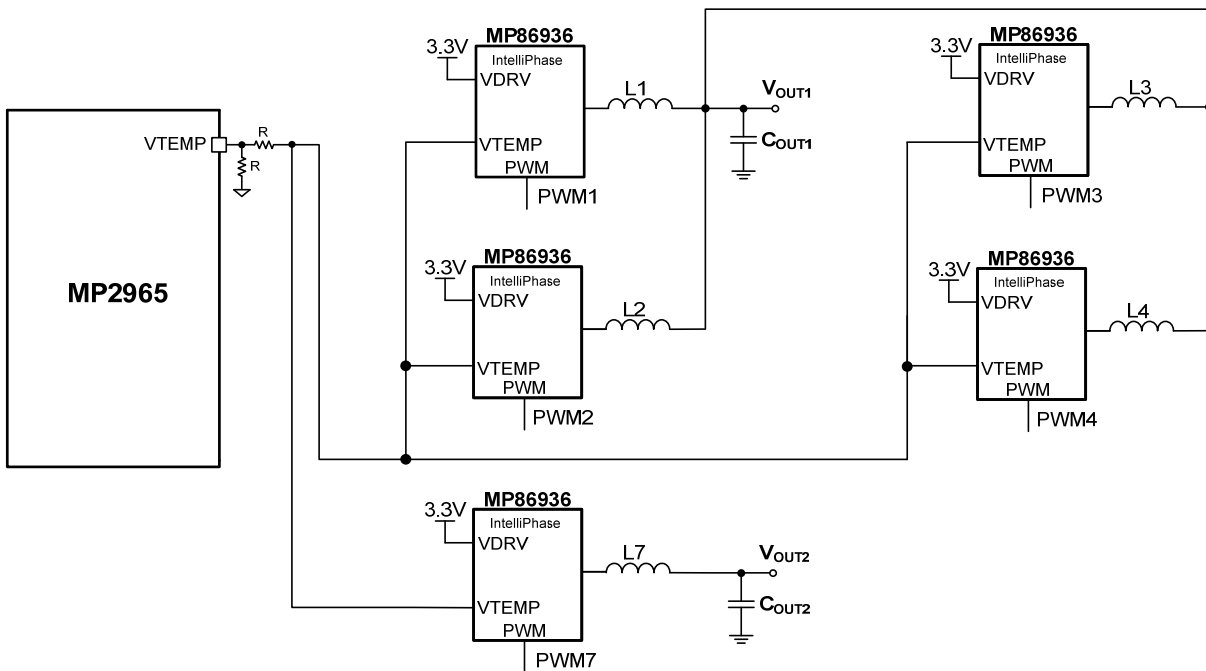 MP2965
VTEMP
R
R
MP86936
3.3V
IntelliPhase
VDRV
VTEMP
PWM
PWM1
L1
VOUT1
COUT1
MP86936
3.3V
IntelliPhase
VDRV
VTEMP
PWM
PWM2
L2
MP86936
3.3V
IntelliPhase
VDRV
VTEMP
PWM
PWM3
L3
MP86936
3.3V
IntelliPhase
VDRV
VTEMP
PWM
PWM4
L4
MP86936
3.3V
IntelliPhase
VDRV
VTEMP
PWM
PWM7
L7
VOUT2
COUT2